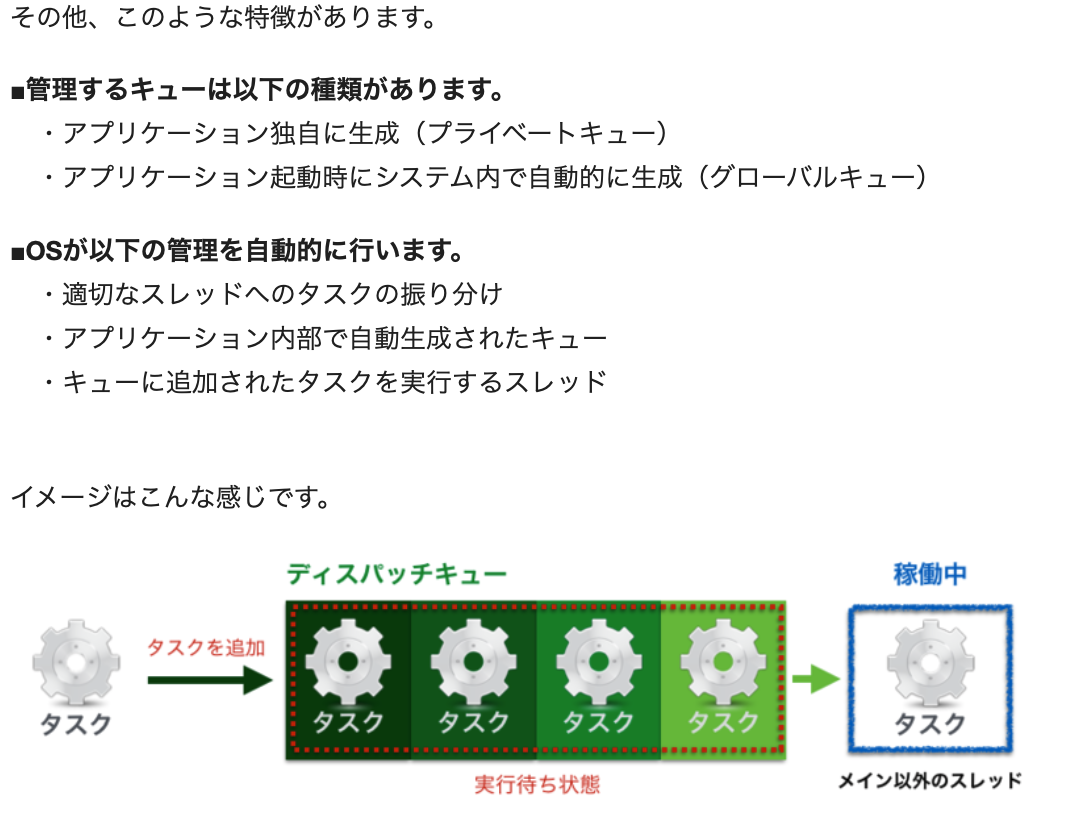 その他、このような特徴があります。
■管理するキューは以下の種類があります。
・アプリケーション独自に生成（プライベートキュー）
・アプリケーション起動時にシステム内で自動的に生成（グローバルキュー）
■OSが以下の管理を自動的に行います。
・適切なスレッドへのタスクの振り分け
・アプリケーション内部で自動生成されたキュー
・キューに追加されたタスクを実行するスレッド
イメージはこんな感じです。
ディスパッチキュー
稼働中
タスクを追加
タスク
タスク
タスク
タスク
タスク
タスク
実行待ち状態
メイン以外のスレッド